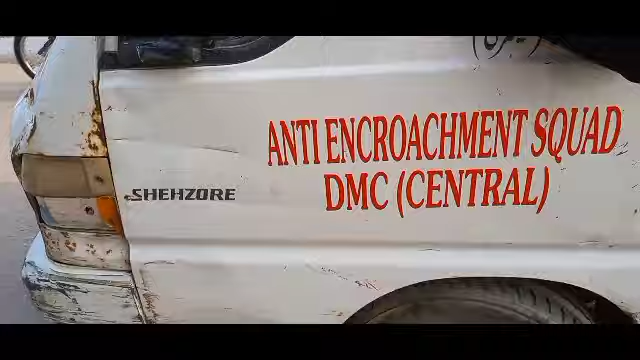 ANTI ENCROACHMENT SQUAD
DMC (CENTRAL)
SHEHZORE